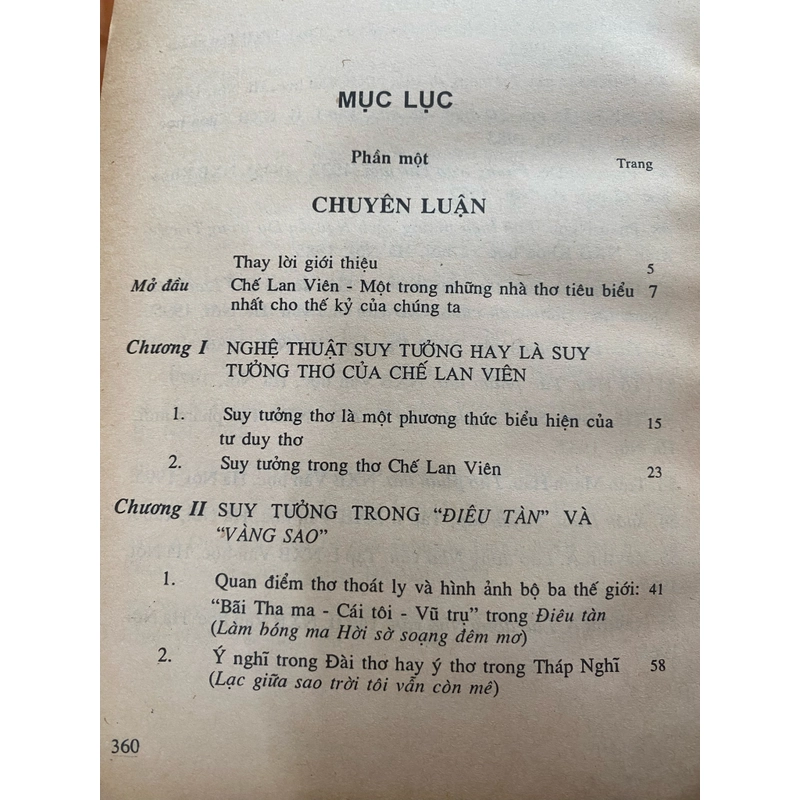 MỤC LỤC
Phần một
Trang
CHUYÊN LUẬN
Thay lời giới thiệu 5
Mở đầu Chế Lan Viên - Một trong những nhà thơ tiêu biểu 7
nhất cho thế kỷ của chúng ta
Chương I NGHỆ THUẬT SUY TƯỞNG HAY LÀ SUY
TƯỞNG THƠ CỦA CHẾ LAN VIÊN
1. Suy tưởng thơ là một phương thức biểu hiện của 15
tư duy thơ
2. Suy tưởng trong thơ Chế Lan Viên 23
Chương II SUY TƯỞNG TRONG “ĐIÊU TÀN” VÀ
“VÀNG SAO”
1. Quan điểm thơ thoát ly và hình ảnh bộ ba thế giới: 41
“Bãi Tha ma - Cái tôi - Vũ trụ” trong Điêu tàn
(Làm bóng ma Hời sờ soạng đêm mơ)
2. Ý nghĩ trong Đài thơ hay ý thơ trong Tháp Nghĩ 58
(Lạc giữa sao trời tôi vẫn còn mê)
360